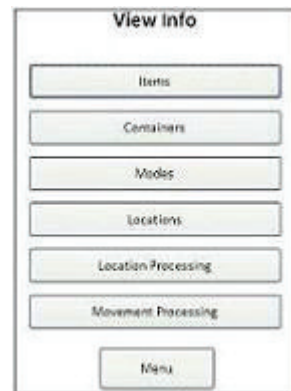 View Info
Items
Containers
Modes
Locations
Location Processing
Movement Processing
Menu